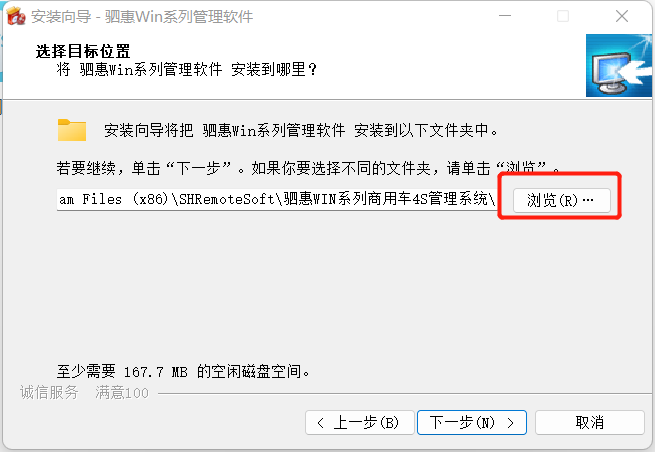 安装向导 - 驷惠Win系列管理软件
选择目标位置
将 驷惠Win系列管理软件 安装到哪里？
安装向导将把 驷惠Win系列管理软件 安装到以下文件夹中。
若要继续，单击“下一步”。如果你要选择不同的文件夹，请单击“浏览”。
am Files (x86)\SHRemoteSoft\驷惠WIN系列商用车4S管理系统\
浏览(R)…
至少需要 167.7 MB 的空闲磁盘空间。
诚信服务 满意100
< 上一步(B) 下一步(N) > 取消